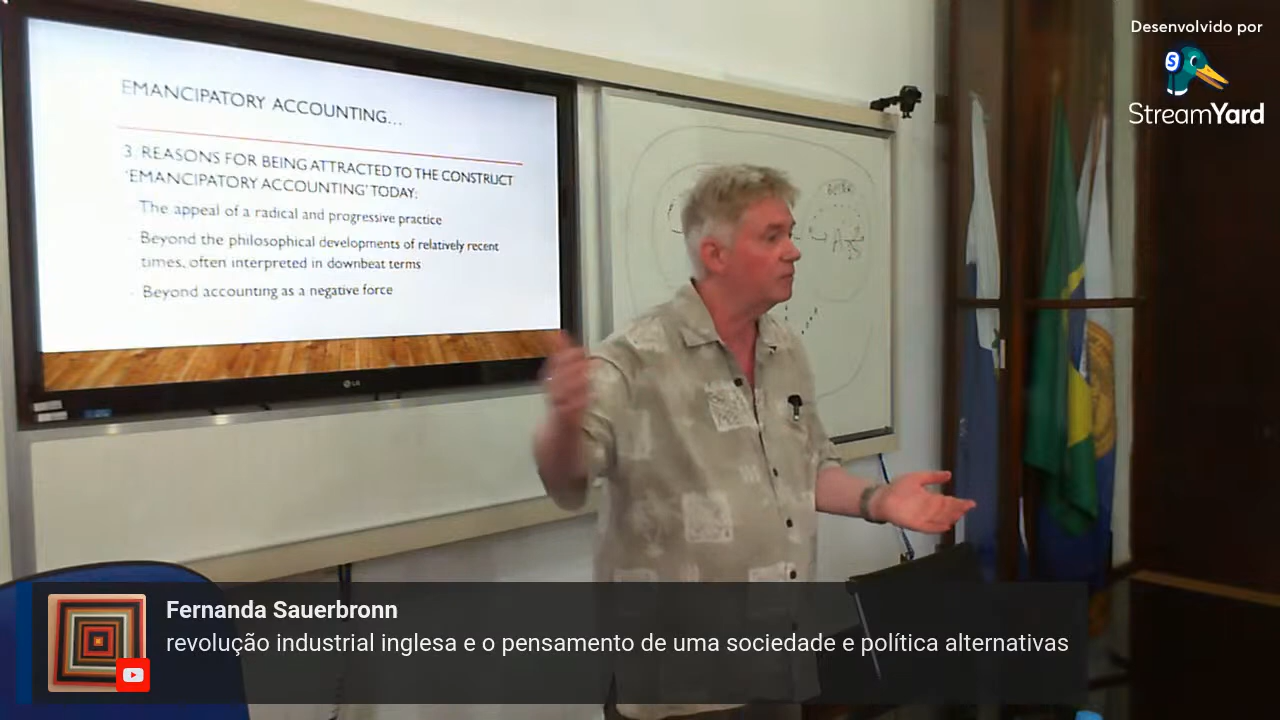 Desenvolvido por
StreamYard
EMANCIPATORY ACCOUNTING...
3 REASONS FOR BEING ATTRACTED TO THE CONSTRUCT
'EMANCIPATORY ACCOUNTING' TODAY:
The appeal of a radical and progressive practice
Beyond the philosophical developments of relatively recent
times, often interpreted in downbeat terms
Beyond accounting as a negative force
LG
Fernanda Sauerbronn
revolução industrial inglesa e o pensamento de uma sociedade e política alternativas